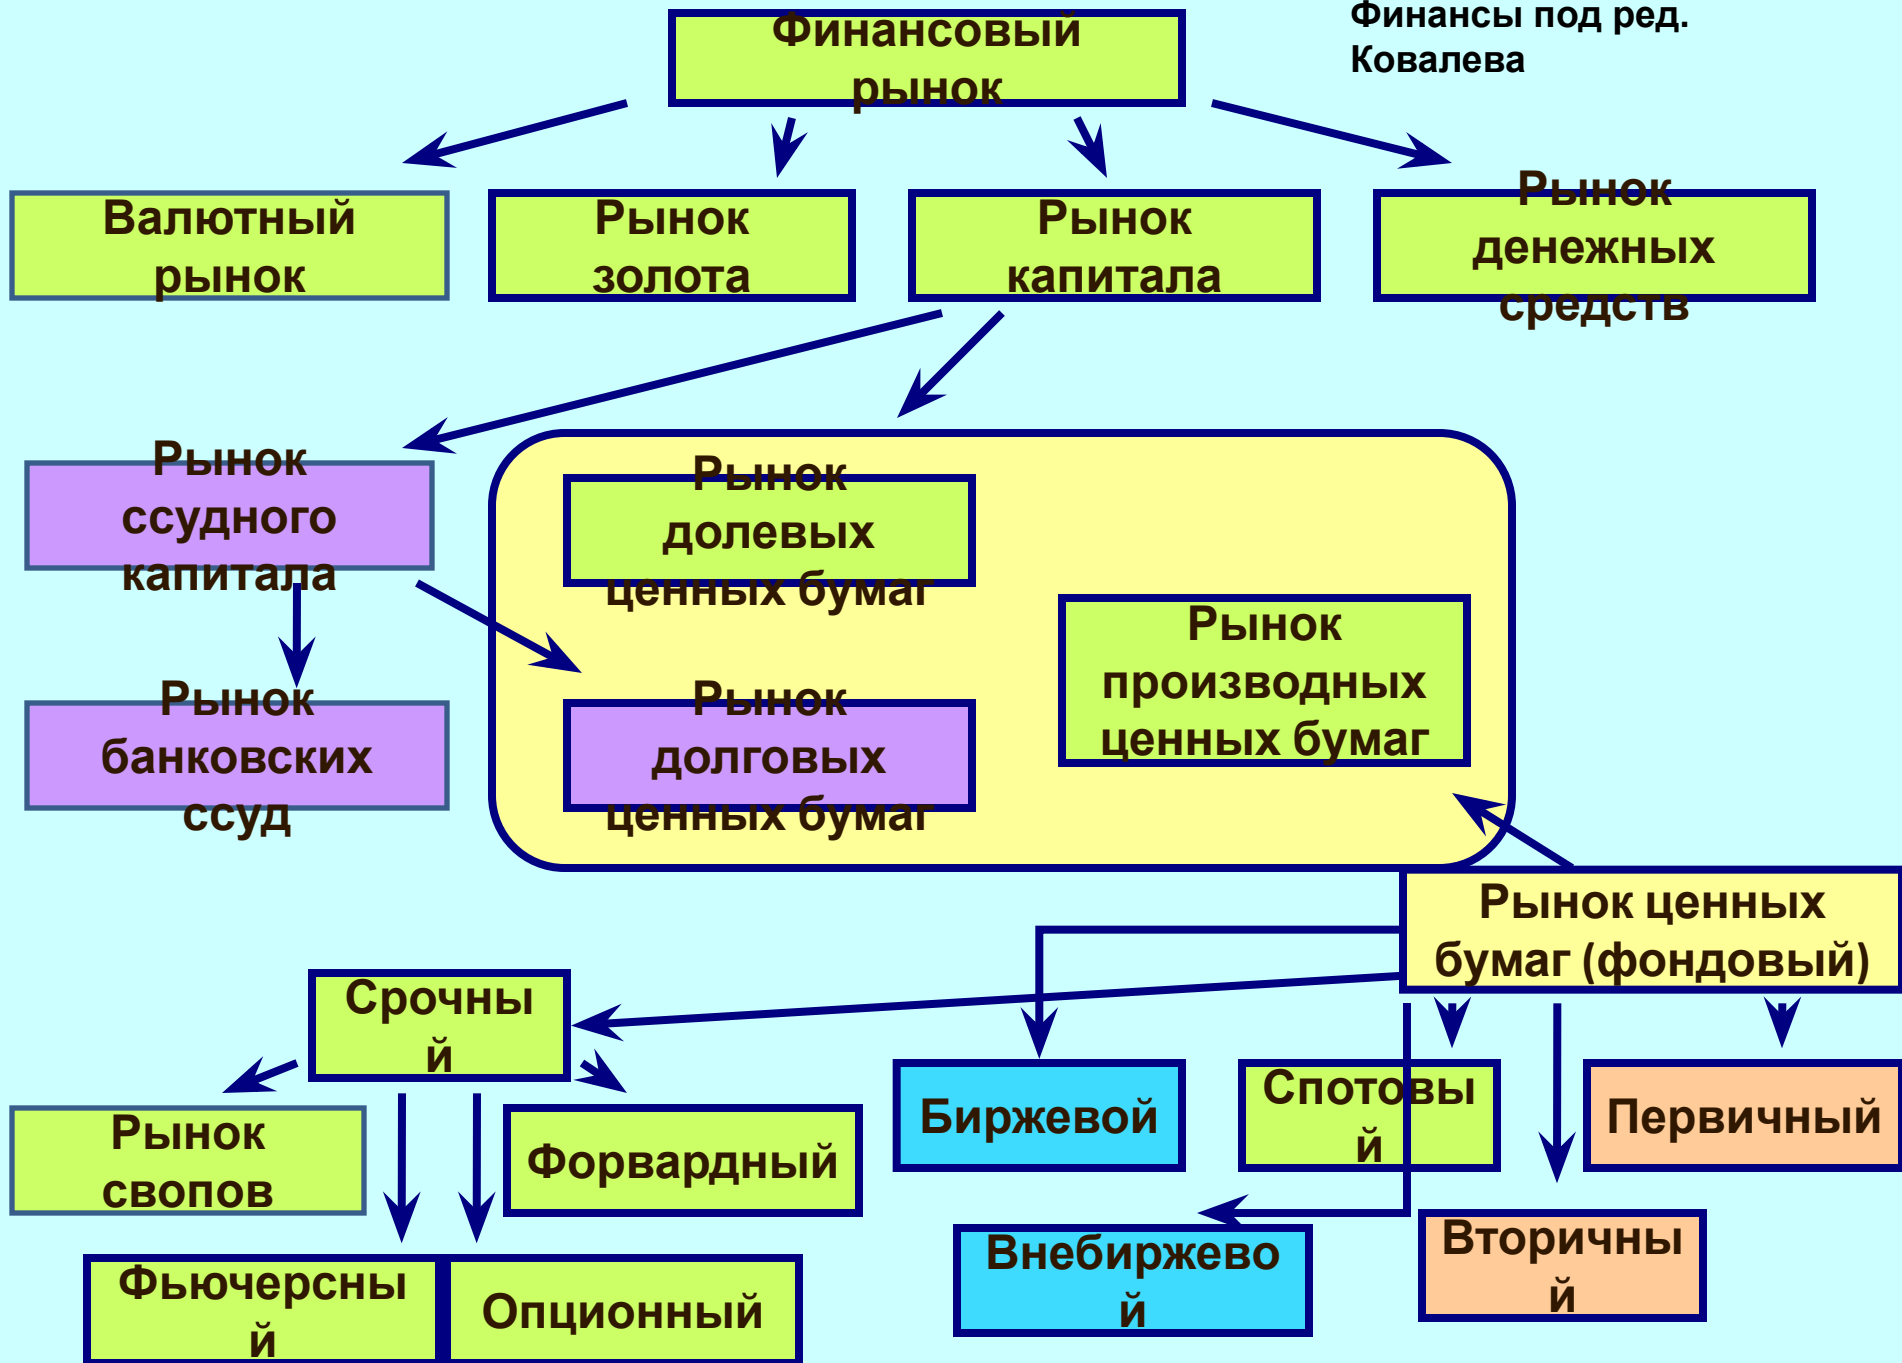 Финансы под ред.
Ковалева
Финансовый
рынок
Валютный
рынок
Рынок
золота
Рынок
капитала
Рынок
денежных
средств
Рынок
ссудного
капитала
Рынок
долевых
ценных бумаг
Рынок
производных
ценных бумаг
Рынок
банковских
ссуд
Рынок
долговых
ценных бумаг
Рынок ценных
бумаг (фондовый)
Срочны
й
Биржевой
Спотовы
й
Первичный
Рынок
свопов
Форвардный
Внебиржево
й
Вторичны
й
Фьючерсны
й
Опционный